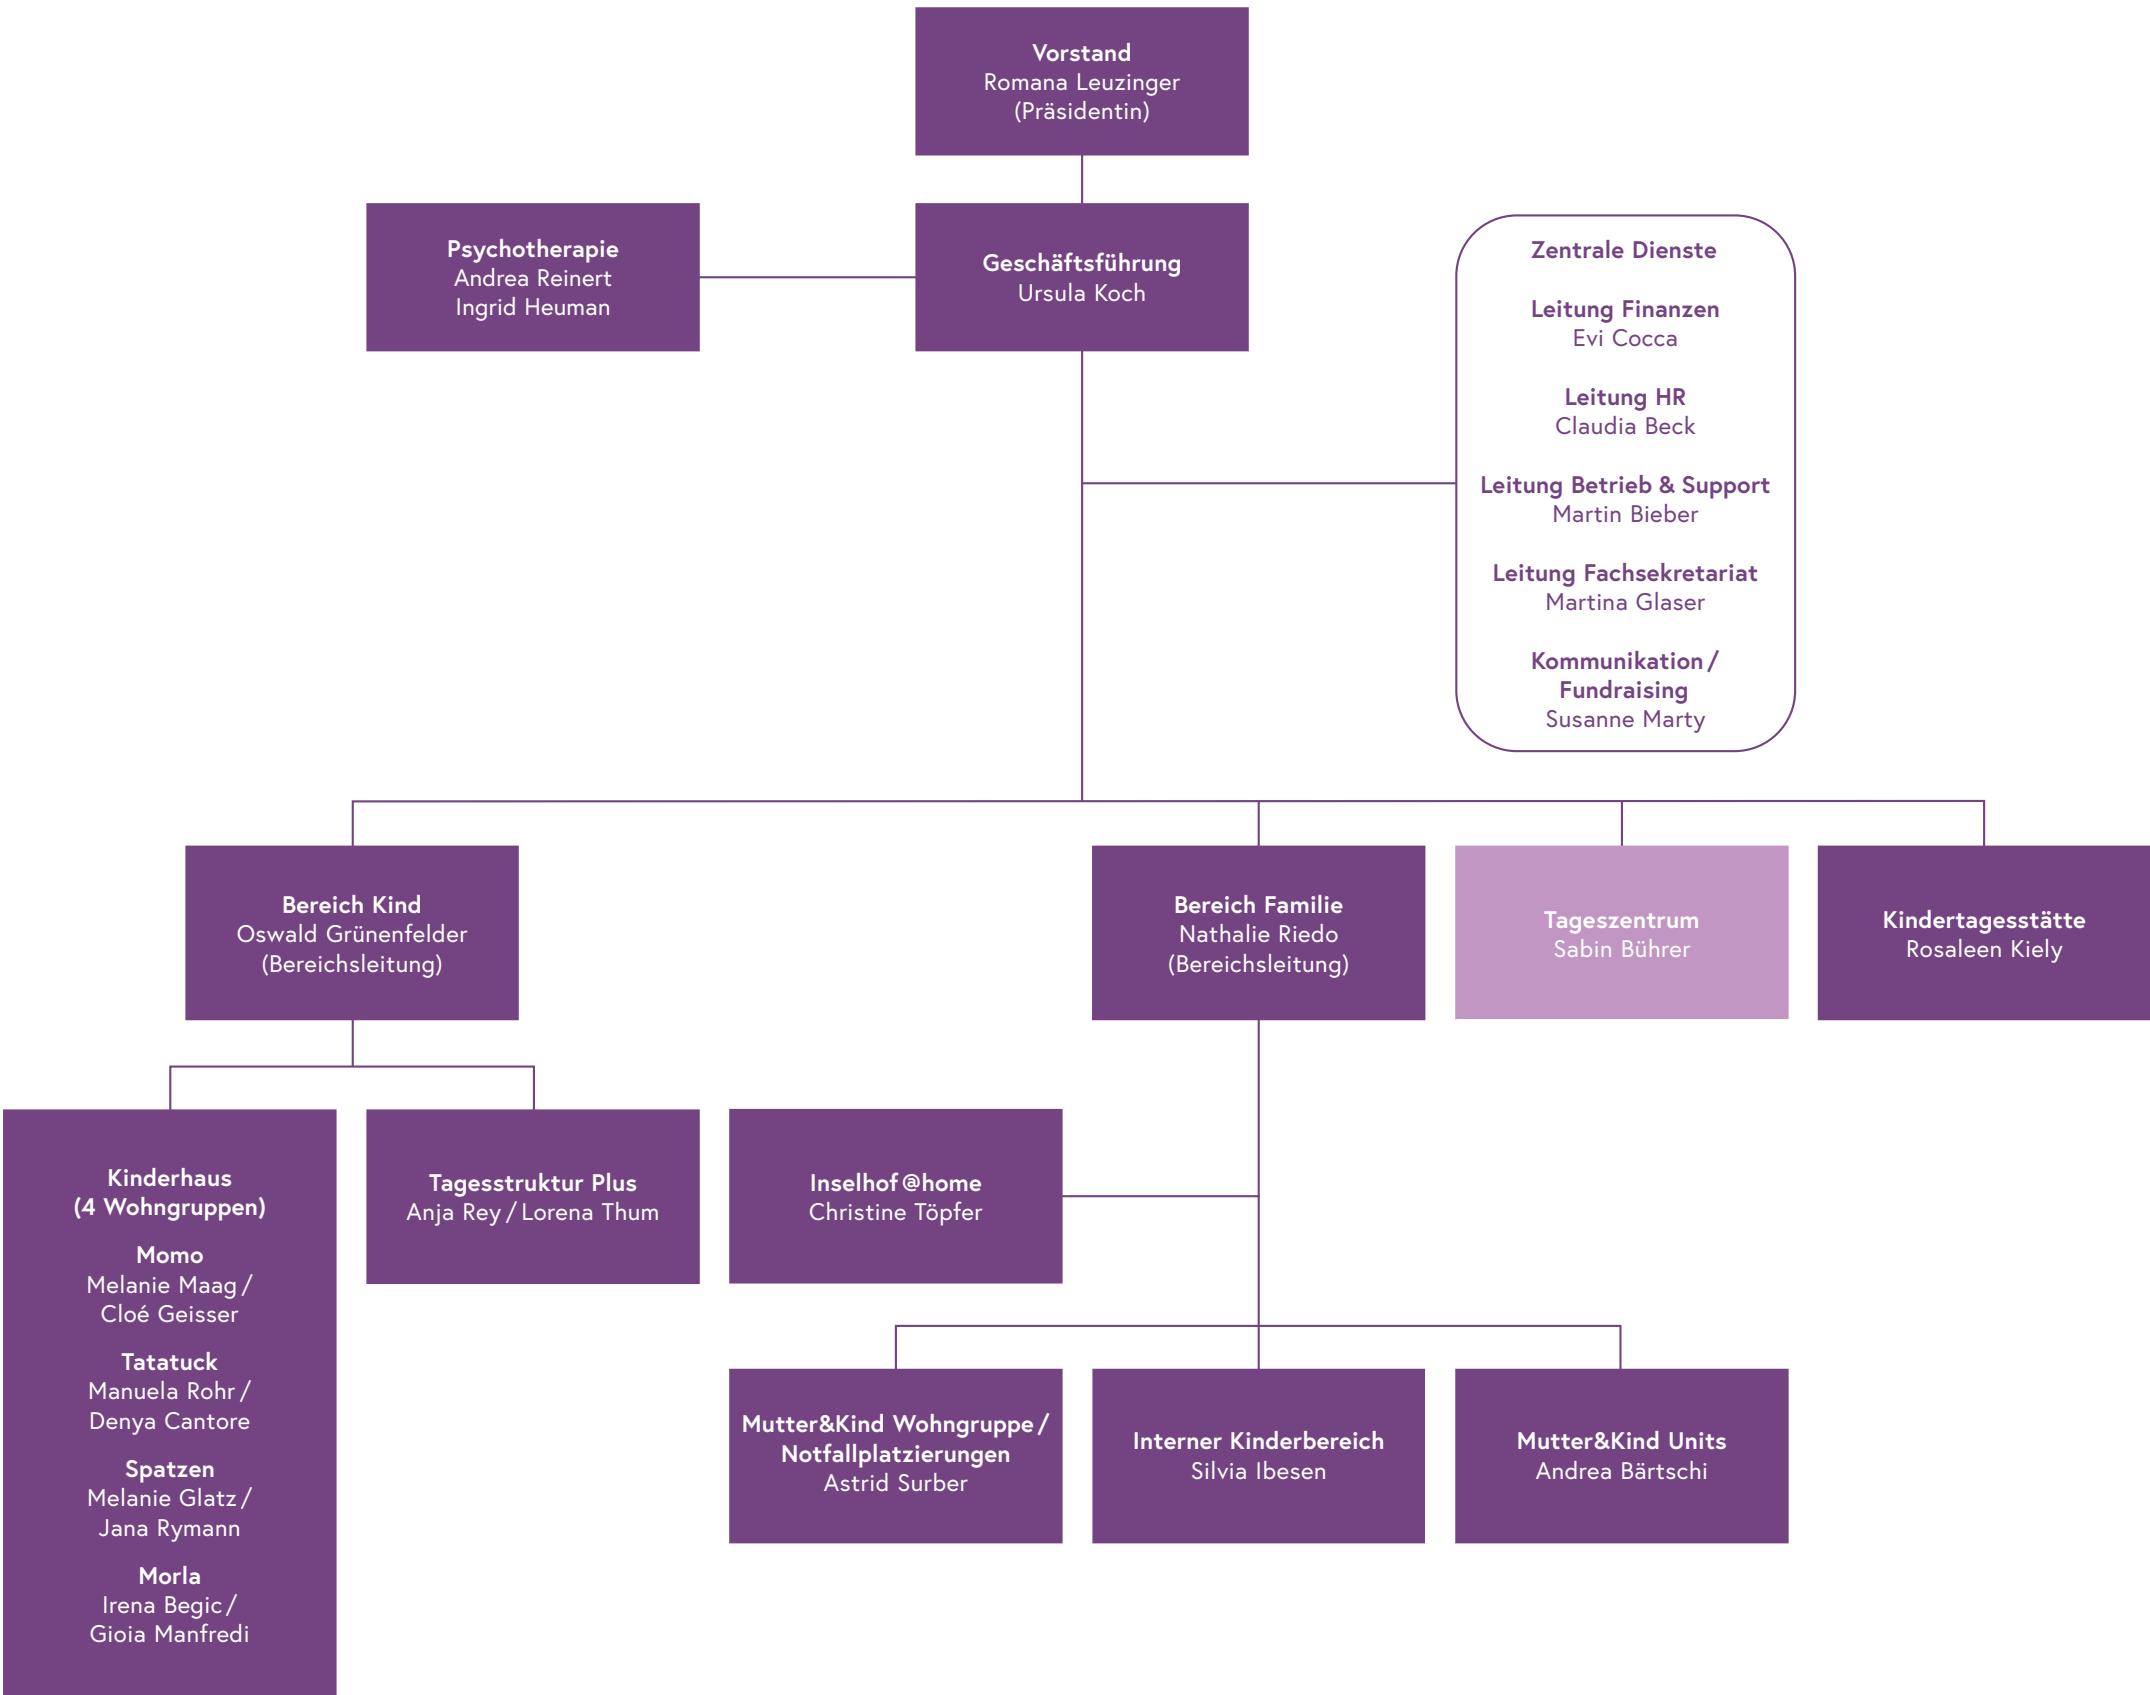 Vorstand
Romana Leuzinger
(Präsidentin)
Psychotherapie
Andrea Reinert
Ingrid Heuman
Geschäftsführung
Ursula Koch
Zentrale Dienste
Leitung Finanzen
Evi Cocca
Leitung HR
Claudia Beck
Leitung Betrieb & Support
Martin Bieber
Leitung Fachsekretariat
Martina Glaser
Kommunikation /
Fundraising
Susanne Marty
Bereich Kind
Oswald Grünenfelder
(Bereichsleitung)
Bereich Familie
Nathalie Riedo
(Bereichsleitung)
Tageszentrum
Sabin Bührer
Kindertagesstätte
Rosaleen Kiely
Kinderhaus
(4 Wohngruppen)
Momo
Melanie Maag /
Cloé Geisser
Tatatuck
Manuela Rohr /
Denya Cantore
Spatzen
Melanie Glatz /
Jana Rymann
Morla
Irena Begic /
Gioia Manfredi
Tagesstruktur Plus
Anja Rey / Lorena Thum
Inselhof@home
Christine Töpfer
Mutter&Kind Wohngruppe /
Notfallplatzierungen
Astrid Surber
Interner Kinderbereich
Silvia Ibesen
Mutter&Kind Units
Andrea Bärtschi